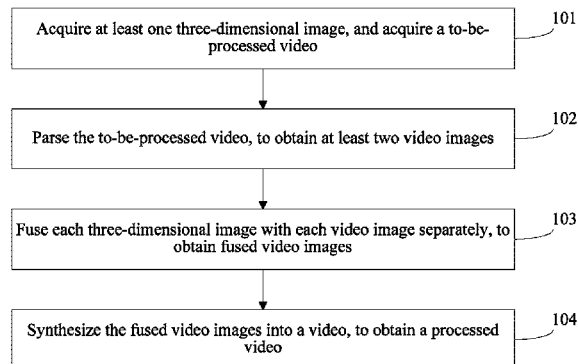 Acquire at least one three-dimensional image, and acquire a to-be-
processed video
101
Parse the to-be-processed video, to obtain at least two video images
102
Fuse each three-dimensional image with each video image separately, to
obtain fused video images
103
Synthesize the fused video images into a video, to obtain a processed
video
104